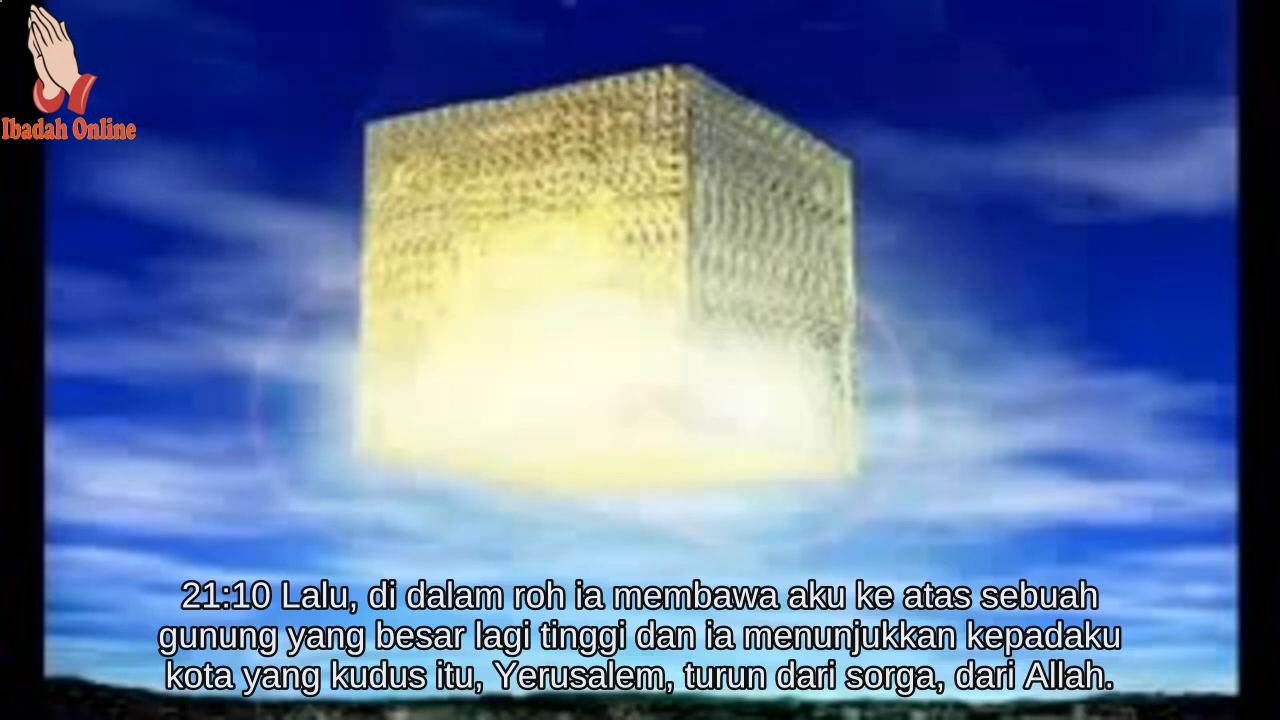 Ibadah Online
21:10 Lalu, di dalam roh ia membawa aku ke atas sebuah
gunung yang besar lagi tinggi dan ia menunjukkan kepadaku
kota yang kudus itu, Yerusalem, turun dari sorga, dari Allah.